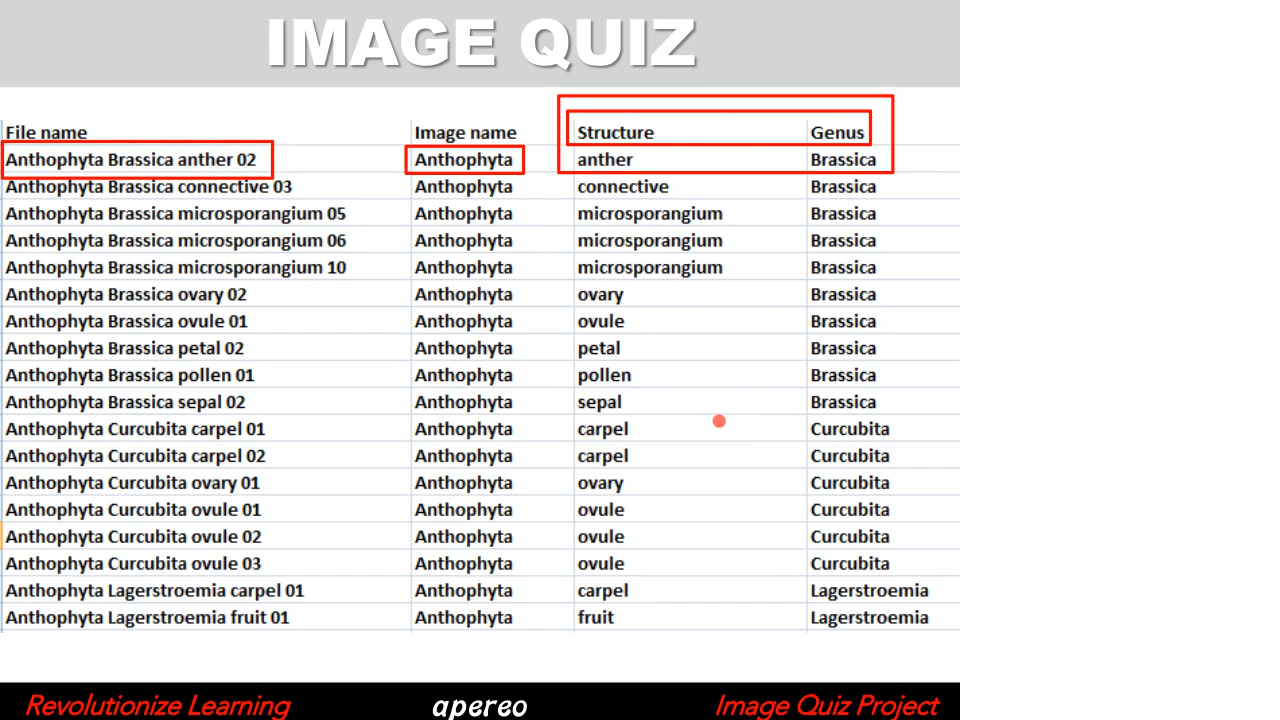 IMAGE QUIZ
File name Image name Structure Genus
Anthophyta Brassica anther 02 Anthophyta anther Brassica
Anthophyta Brassica connective 03 Anthophyta connective Brassica
Anthophyta Brassica microsporangium 05 Anthophyta microsporangium Brassica
Anthophyta Brassica microsporangium 06 Anthophyta microsporangium Brassica
Anthophyta Brassica microsporangium 10 Anthophyta microsporangium Brassica
Anthophyta Brassica ovary 02 Anthophyta ovary Brassica
Anthophyta Brassica ovule 01 Anthophyta ovule Brassica
Anthophyta Brassica petal 02 Anthophyta petal Brassica
Anthophyta Brassica pollen 01 Anthophyta pollen Brassica
Anthophyta Brassica sepal 02 Anthophyta sepal Brassica
Anthophyta Curcubita carpel 01 Anthophyta carpel Curcubita
Anthophyta Curcubita carpel 02 Anthophyta carpel Curcubita
Anthophyta Curcubita ovary 01 Anthophyta ovary Curcubita
Anthophyta Curcubita ovule 01 Anthophyta ovule Curcubita
Anthophyta Curcubita ovule 02 Anthophyta ovule Curcubita
Anthophyta Curcubita ovule 03 Anthophyta ovule Curcubita
Anthophyta Lagerstroemia carpel 01 Anthophyta carpel Lagerstroemia
Anthophyta Lagerstroemia fruit 01 Anthophyta fruit Lagerstroemia
Revolutionize Learning apereo Image Quiz Project